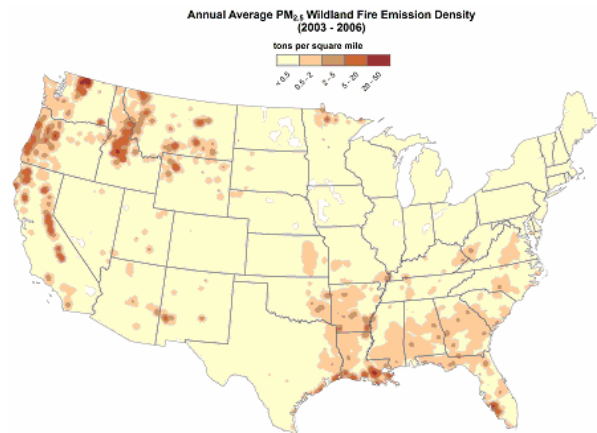 Annual Average PM2.5 Wildland Fire Emission Density
(2003 - 2006)
tons per square mile
< 0.5
0.5 - 2
2 - 5
5 - 20
20 - 50